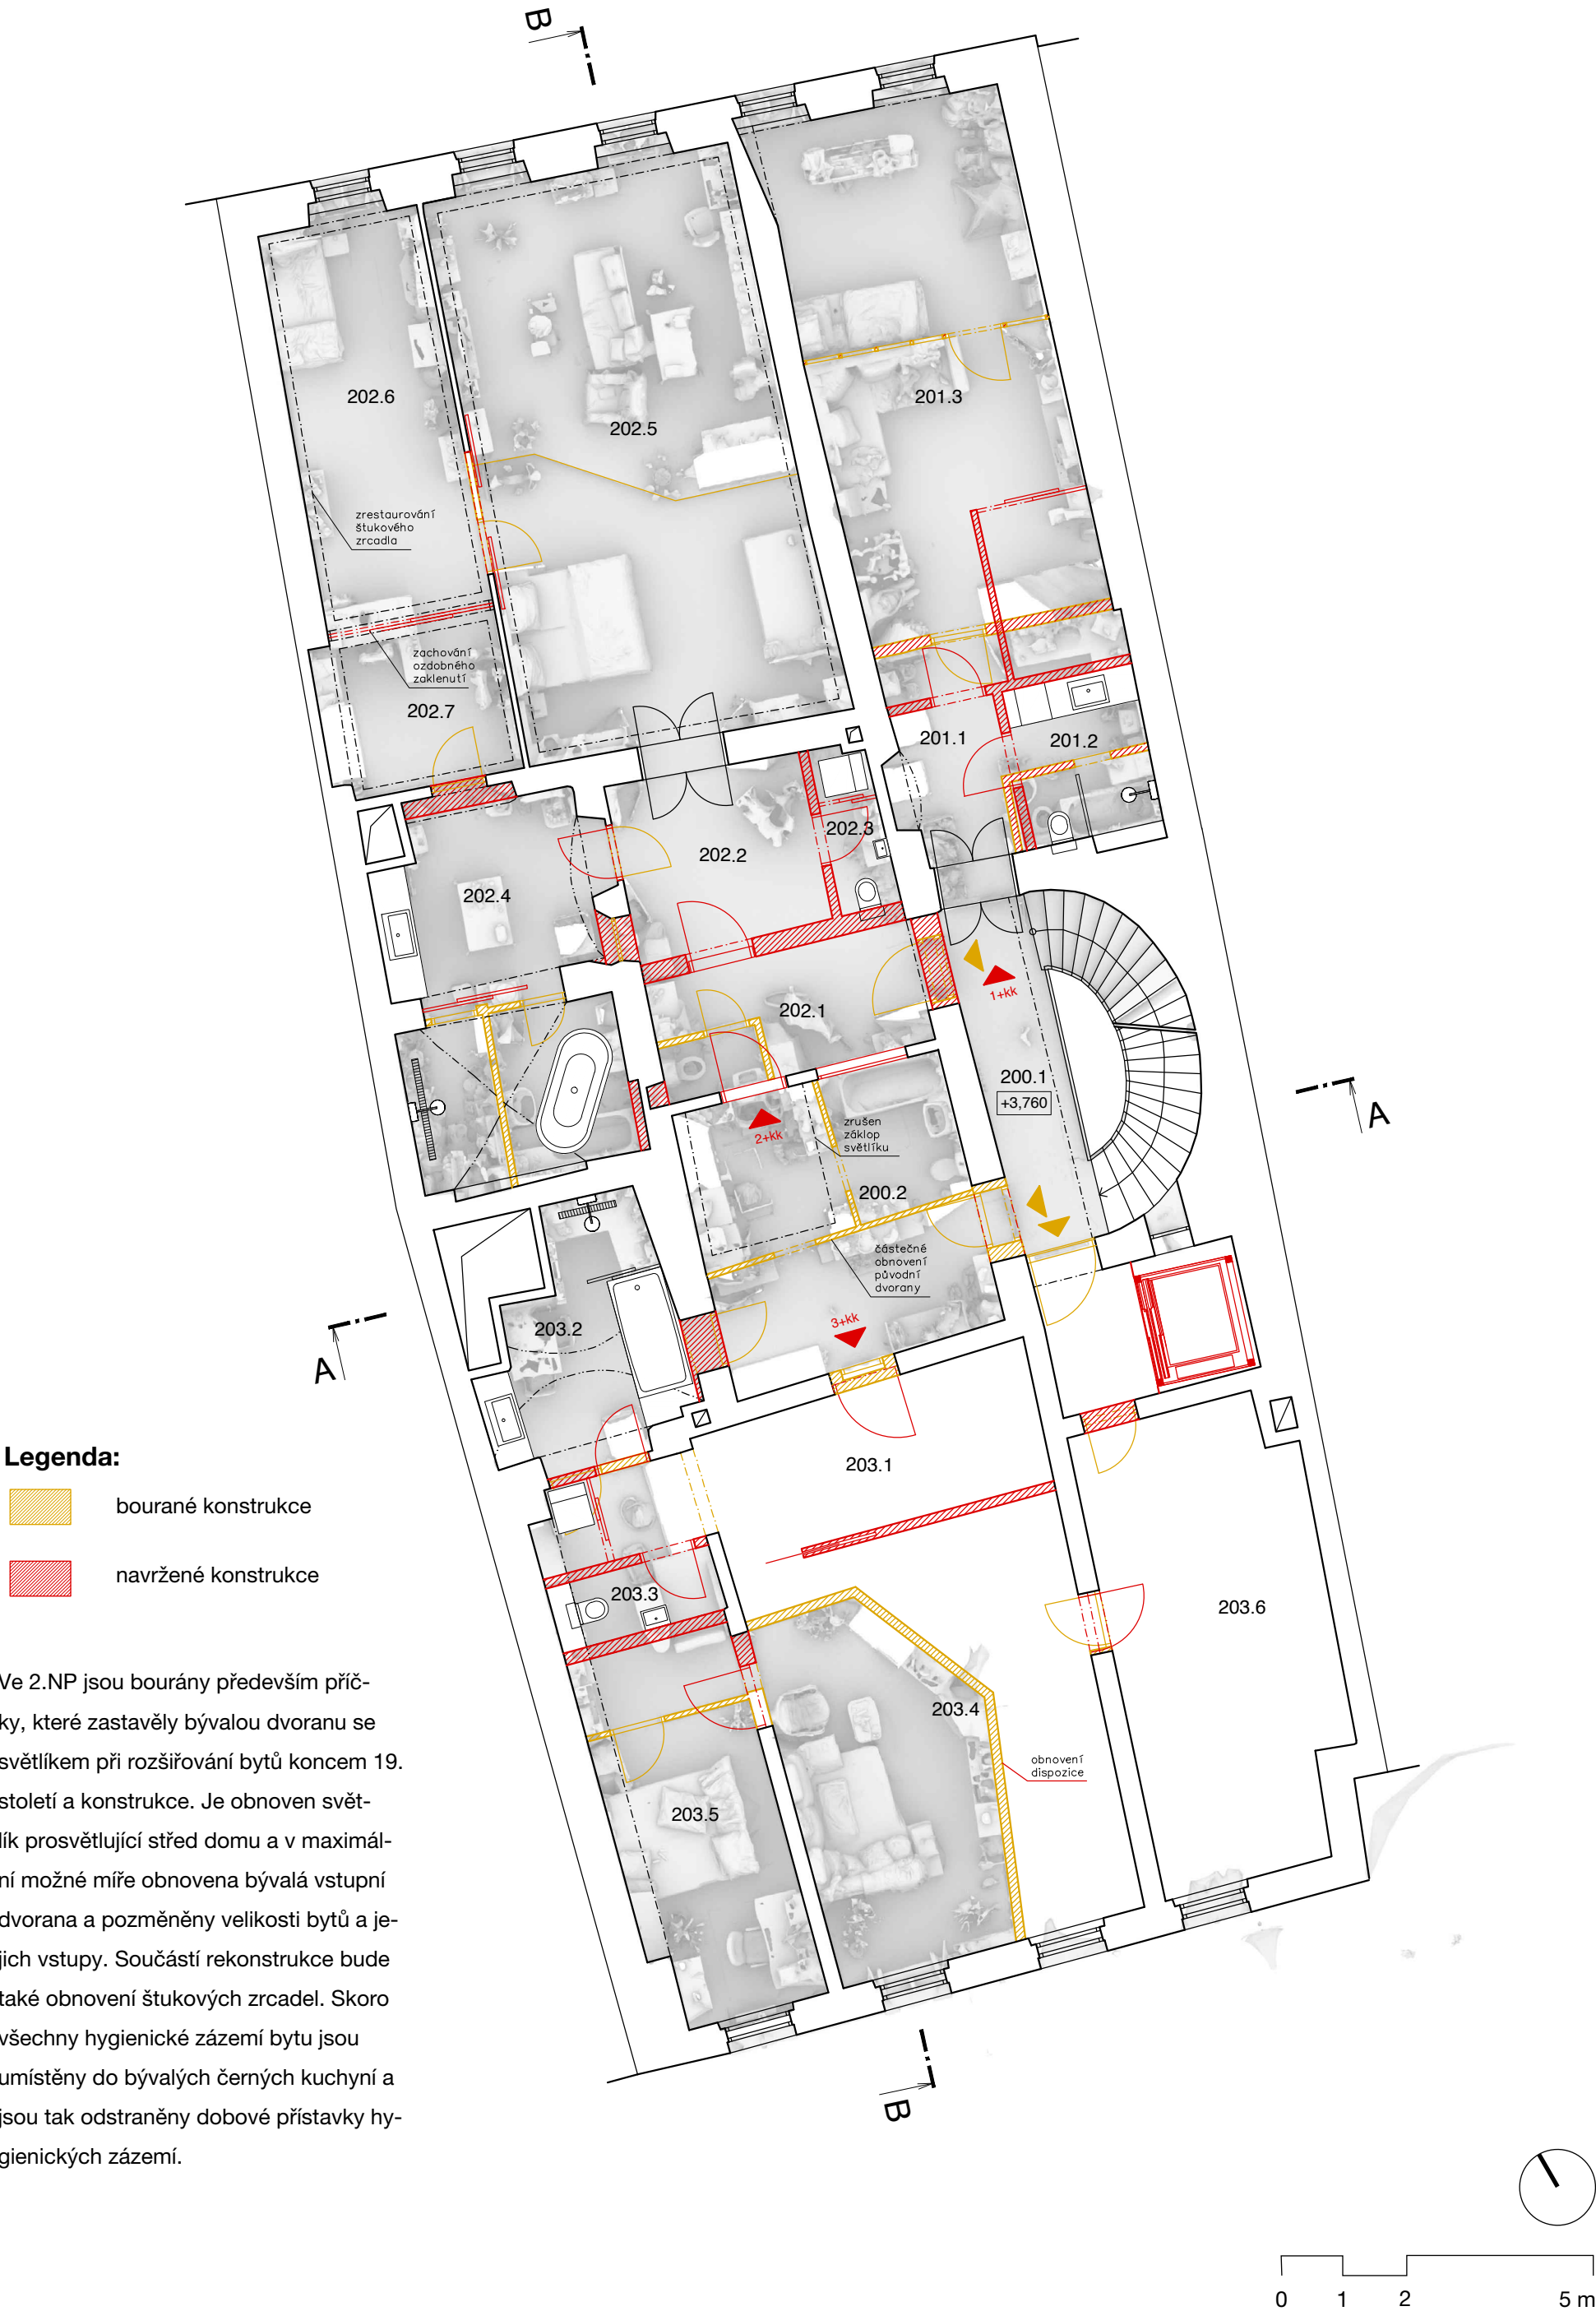 B
202.6
202.5
201.3
zrestaurování
štukového
zrcadla
zachování
ozdobného
zaklenutí
202.7
201.1
201.2
202.3
202.2
202.4
1+kk
202.1
200.1
+3,760
A
2+kk
zrušen
záklop
světlíku
200.2
částečné
obnovení
původní
dvorany
3+kk
203.2
A
203.1
203.3
203.6
203.4
obnovení
dispozice
203.5
B
Legenda:
bourané konstrukce
navržené konstrukce
Ve 2.NP jsou bourány především příč-
ky, které zastavěly bývalou dvoranu se
světlíkem při rozšiřování bytů koncem 19.
století a konstrukce. Je obnoven svět-
lík prosvětlující střed domu a v maximál-
ní možné míře obnovena bývalá vstupní
dvorana a pozměněny velikosti bytů a je-
jich vstupy. Součástí rekonstrukce bude
také obnovení štukových zrcadel. Skoro
všechny hygienické zázemí bytu jsou
umístěny do bývalých černých kuchyní a
jsou tak odstraněny dobové přístavky hy-
gienických zázemí.
0 1 2 5 m